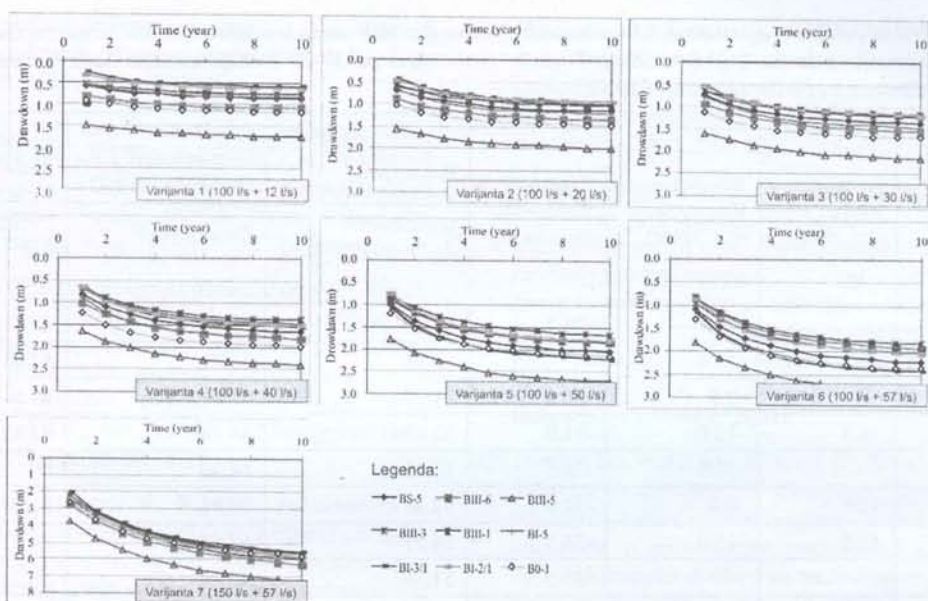 Time (year)
0 2 4 6 8 10
0.0
0.5
1.0
1.5
2.0
2.5
3.0
Drawdown (m)
Varijanta 1 (100 l/s + 12 l/s)
Time (year)
0 2 4 6 8 10
0.0
0.5
1.0
1.5
2.0
2.5
3.0
Drowdown (m)
Varijanta 2 (100 l/s + 20 l/s)
Time (year)
0 2 4 6 8 10
0.0
0.5
1.0
1.5
2.0
2.5
3.0
Drowdown (m)
Varijanta 3 (100 l/s + 30 l/s)
Time (year)
0 2 4 6 8 10
0.0
0.5
1.0
1.5
2.0
2.5
3.0
Drowdown (m)
Varijanta 4 (100 l/s + 40 l/s)
Time (year)
0 2 4 6 8 10
0.0
0.5
1.0
1.5
2.0
2.5
3.0
Drowdown (m)
Varijanta 5 (100 l/s + 50 l/s)
Time (year)
0 2 4 6 8 10
0.0
0.5
1.0
1.5
2.0
2.5
3.0
Drawdown (m)
Varijanta 6 (100 l/s + 57 l/s)
Time (year)
0 2 4 6 8 10
0
1
2
3
4
5
6
7
8
Drawdown (m)
Varijanta 7 (150 l/s + 57 l/s)
Legenda:
BS-5 BIII-6 BIII-5
BIII-3 BIII-1 BI-5
BI-3/1 BI-2/1 B0-1